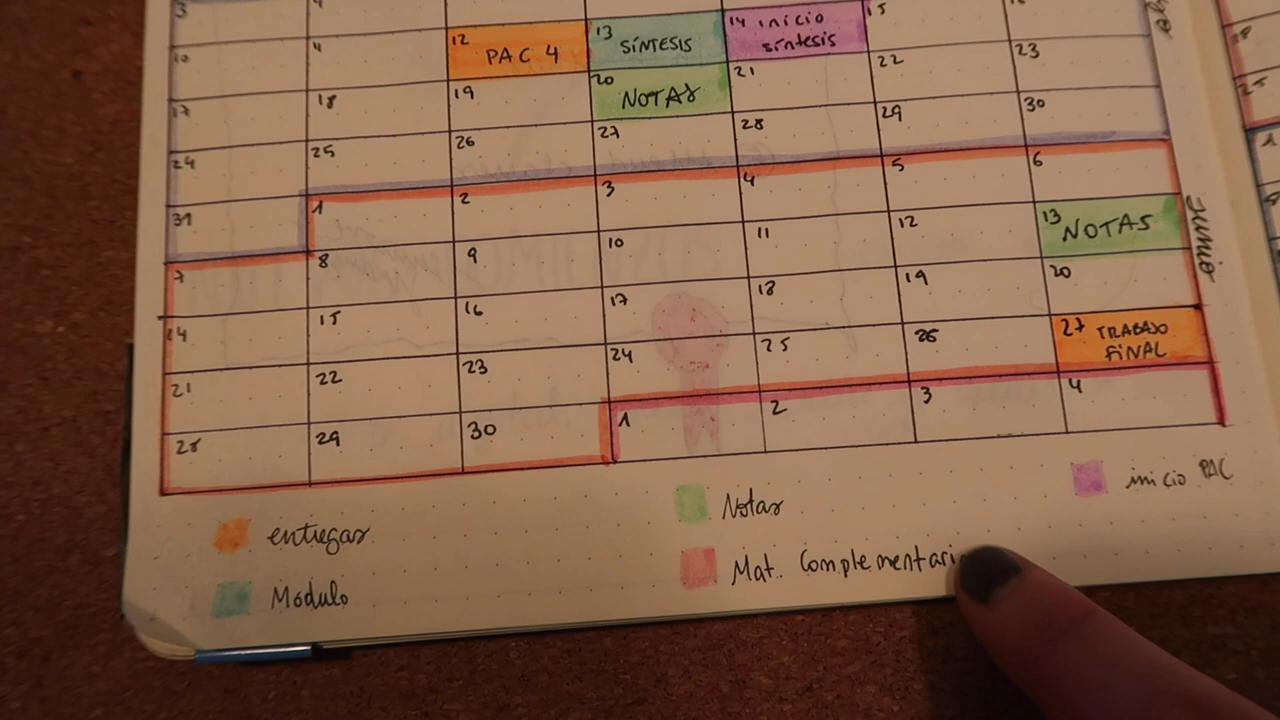 3 4
10 11 12 PAC 4 13 SÍNTESIS 14 inicio síntesis 15 16
17 18 19 20 NOTAS 21 22 23
24 25 26 27 28 29 30
31 1 2 3 4 5 6
7 8 9 10 11 12 13 NOTAS
14 15 16 17 18 19 20
21 22 23 24 25 26 27 TRABAJO FINAL
28 29 30 1 2 3 4
Junio
entregas
Notas
inicio PAC
Módulo
Mat. Complementari